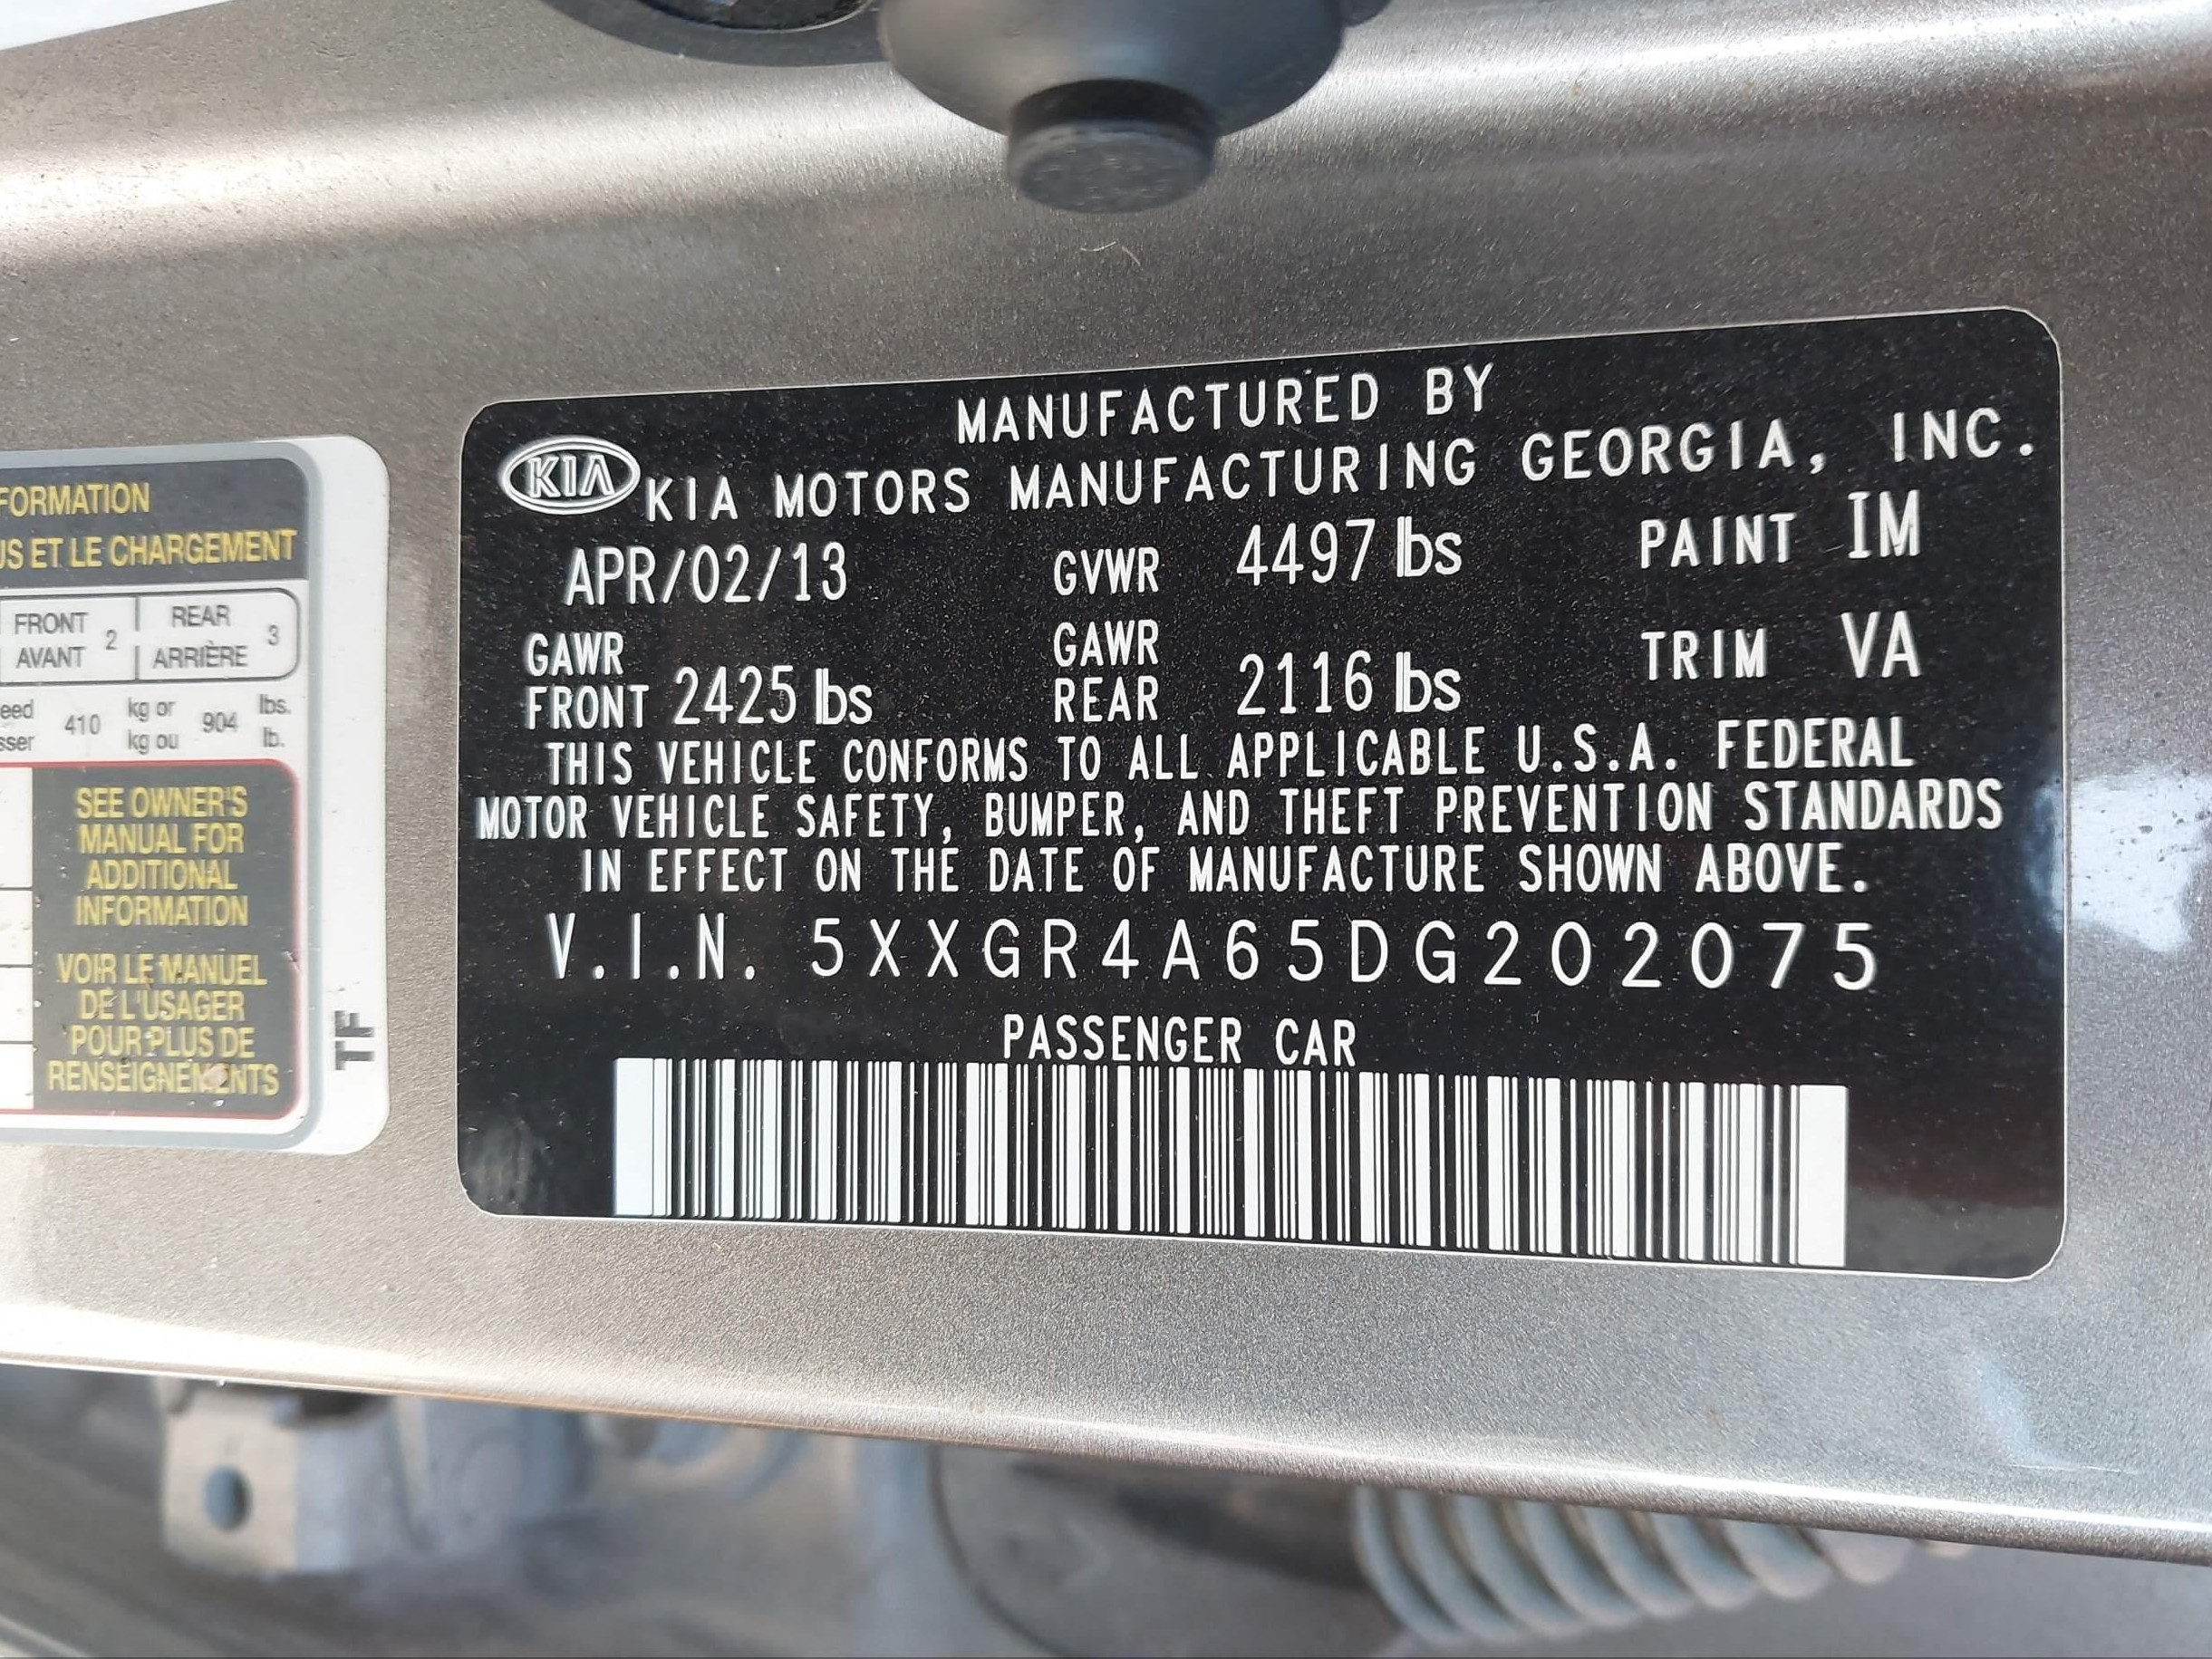 FORMATION
US ET LE CHARGEMENT
FRONT
AVANT 2
REAR
ARRIÈRE 3
eed
sser 410 kg or
kg ou 904 lbs.
lb.
SEE OWNER'S
MANUAL FOR
ADDITIONAL
INFORMATION
VOIR LE MANUEL
DE L'USAGER
POUR PLUS DE
RENSEIGNEMENTS
TF
MANUFACTURED BY
KIA KIA MOTORS MANUFACTURING GEORGIA, INC.
APR/02/13 GVWR 4497 lbs PAINT IM
GAWR
FRONT 2425 lbs
GAWR
REAR 2116 lbs
TRIM VA
THIS VEHICLE CONFORMS TO ALL APPLICABLE U.S.A. FEDERAL
MOTOR VEHICLE SAFETY, BUMPER, AND THEFT PREVENTION STANDARDS
IN EFFECT ON THE DATE OF MANUFACTURE SHOWN ABOVE.
V.I.N. 5XXGR4A65DG202075
PASSENGER CAR